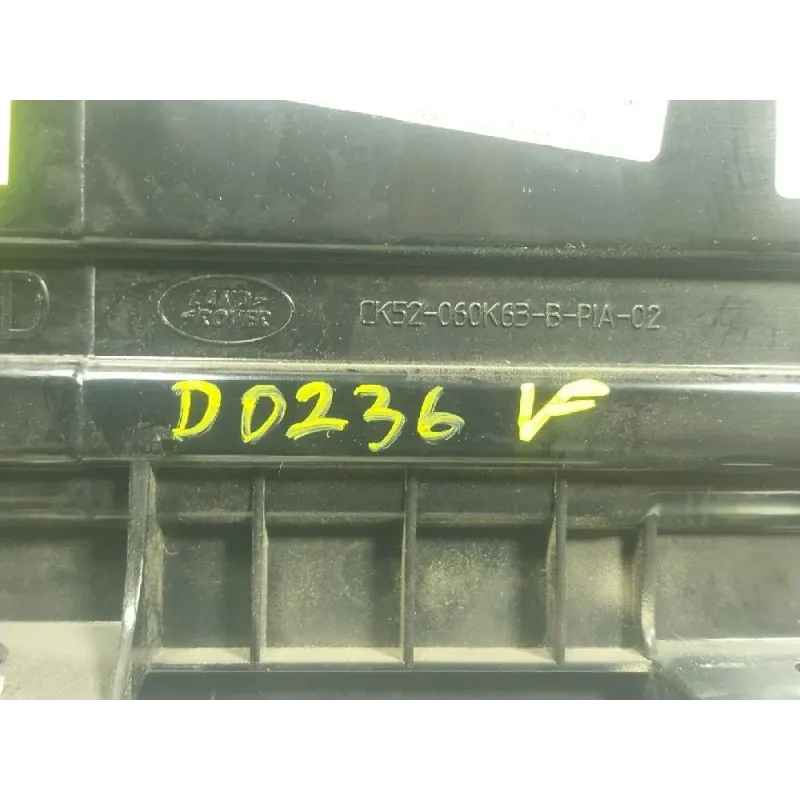 LAND
ROVER
D
CK52-060K63-B-PIA-02
D0236 V